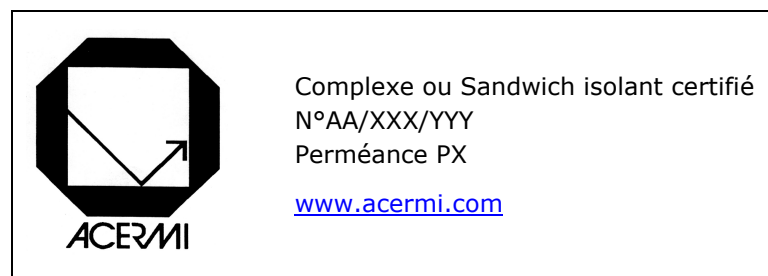 ACERMI
Complexe ou Sandwich isolant certifié
N°AA/XXX/YYY
Perméance PX
www.acermi.com